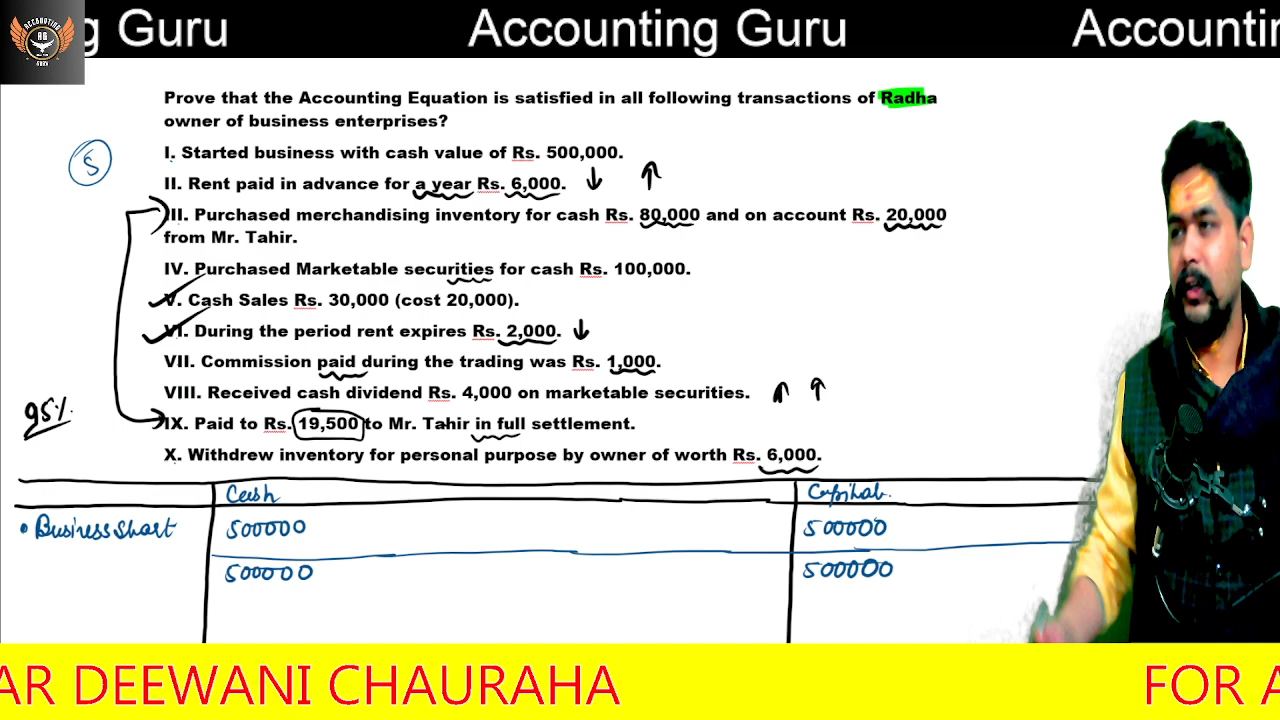 g Guru Accounting Guru Accountin
ACCOUNTING
AG
GURU
Prove that the Accounting Equation is satisfied in all following transactions of Radha
owner of business enterprises?
5
I. Started business with cash value of Rs. 500,000.
II. Rent paid in advance for a year Rs. 6,000. ↓ ↑
III. Purchased merchandising inventory for cash Rs. 80,000 and on account Rs. 20,000
from Mr. Tahir.
IV. Purchased Marketable securities for cash Rs. 100,000.
V. Cash Sales Rs. 30,000 (cost 20,000).
VI. During the period rent expires Rs. 2,000. ↓
VII. Commission paid during the trading was Rs. 1,000.
VIII. Received cash dividend Rs. 4,000 on marketable securities. ↑ ↑
95%
IX. Paid to Rs. 19,500 to Mr. Tahir in full settlement.
X. Withdrew inventory for personal purpose by owner of worth Rs. 6,000.
Cash Capital.
• Business Start 500000 500000
500000 500000
AR DEEWANI CHAURAHA FOR A